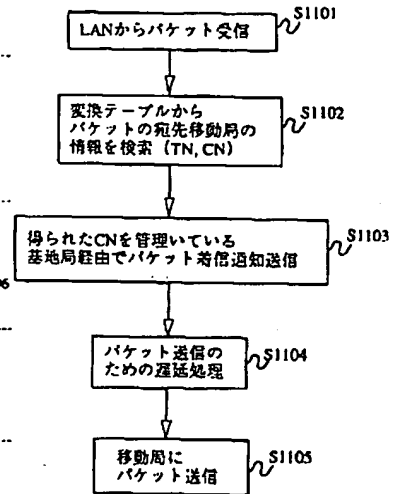 LANからパケット受信
S1101
変換テーブルから
パケットの宛先移動局の
情報を検索 (TN, CN)
S1102
得られたCNを管理いている
基地局経由でパケット着信通知送信
S1103
パケット送信の
ための遅延処理
S1104
移動局に
パケット送信
S1105